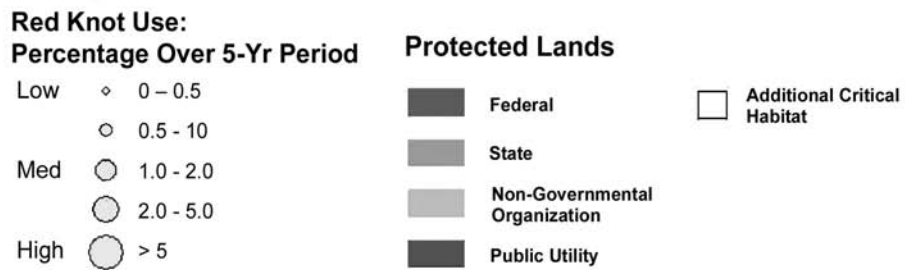 Red Knot Use:
Percentage Over 5-Yr Period
Low 0 – 0.5
0.5 - 10
Med 1.0 - 2.0
2.0 - 5.0
High > 5
Protected Lands
Federal
State
Non-Governmental
Organization
Public Utility
Additional Critical
Habitat